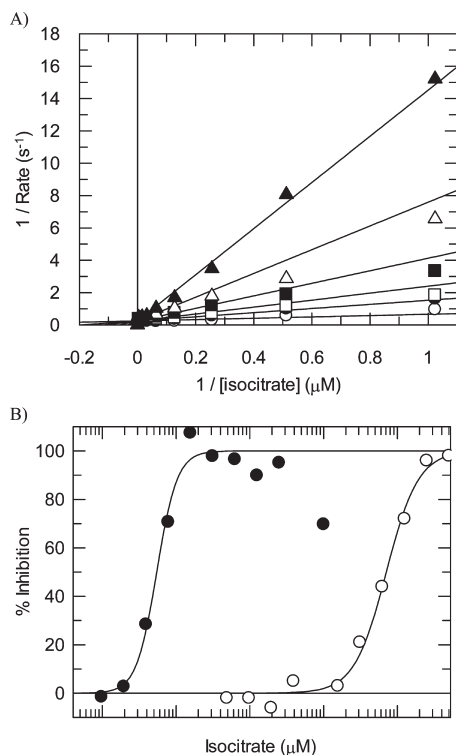 A)
18
16
14
12
10
8
6
4
2
0
1 / Rate (s⁻¹)
-0.2 0 0.2 0.4 0.6 0.8 1
1 / [isocitrate] (μM)
B)
100
80
60
40
20
0
% Inhibition
Isocitrate (μM)